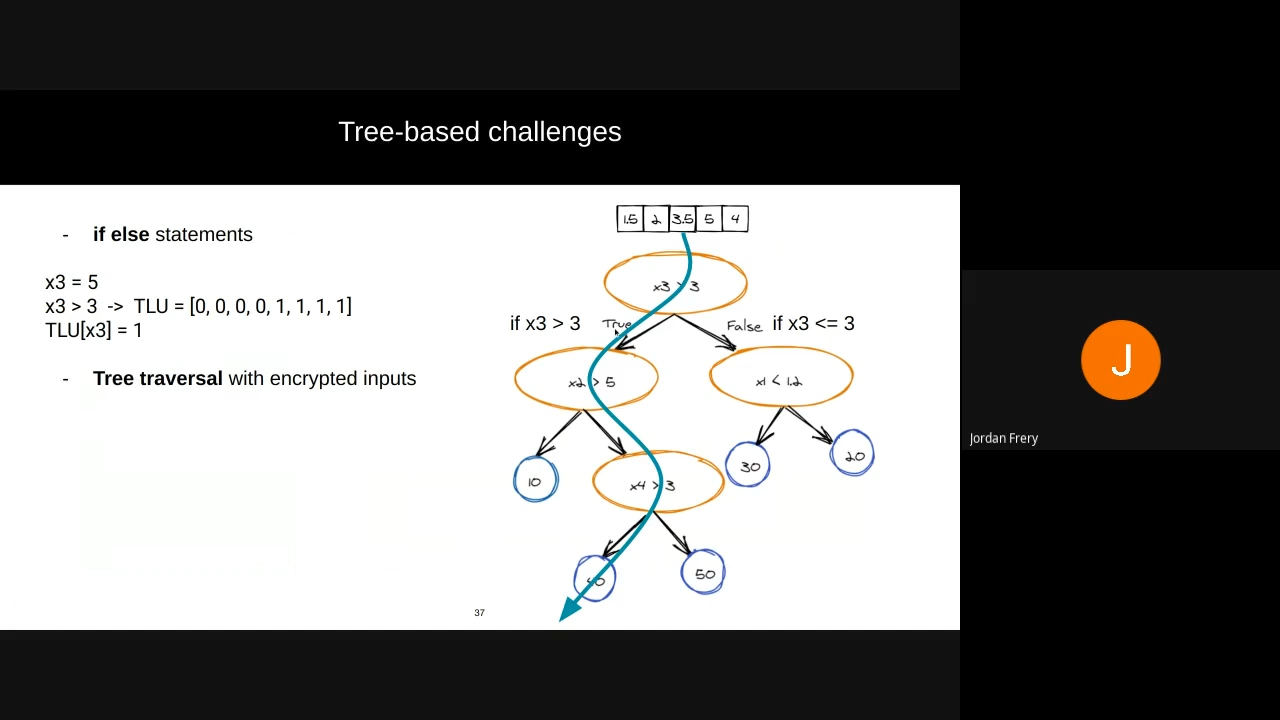 Tree-based challenges
- if else statements
x3 = 5
x3 > 3 -> TLU = [0, 0, 0, 0, 1, 1, 1, 1]
TLU[x3] = 1
- Tree traversal with encrypted inputs
1.5 2 3.5 5 4
x3 > 3
if x3 > 3 True False if x3 <= 3
x2 > 5 x1 < 1.2
10 x4 > 3 30 20
50
37
J
Jordan Frery